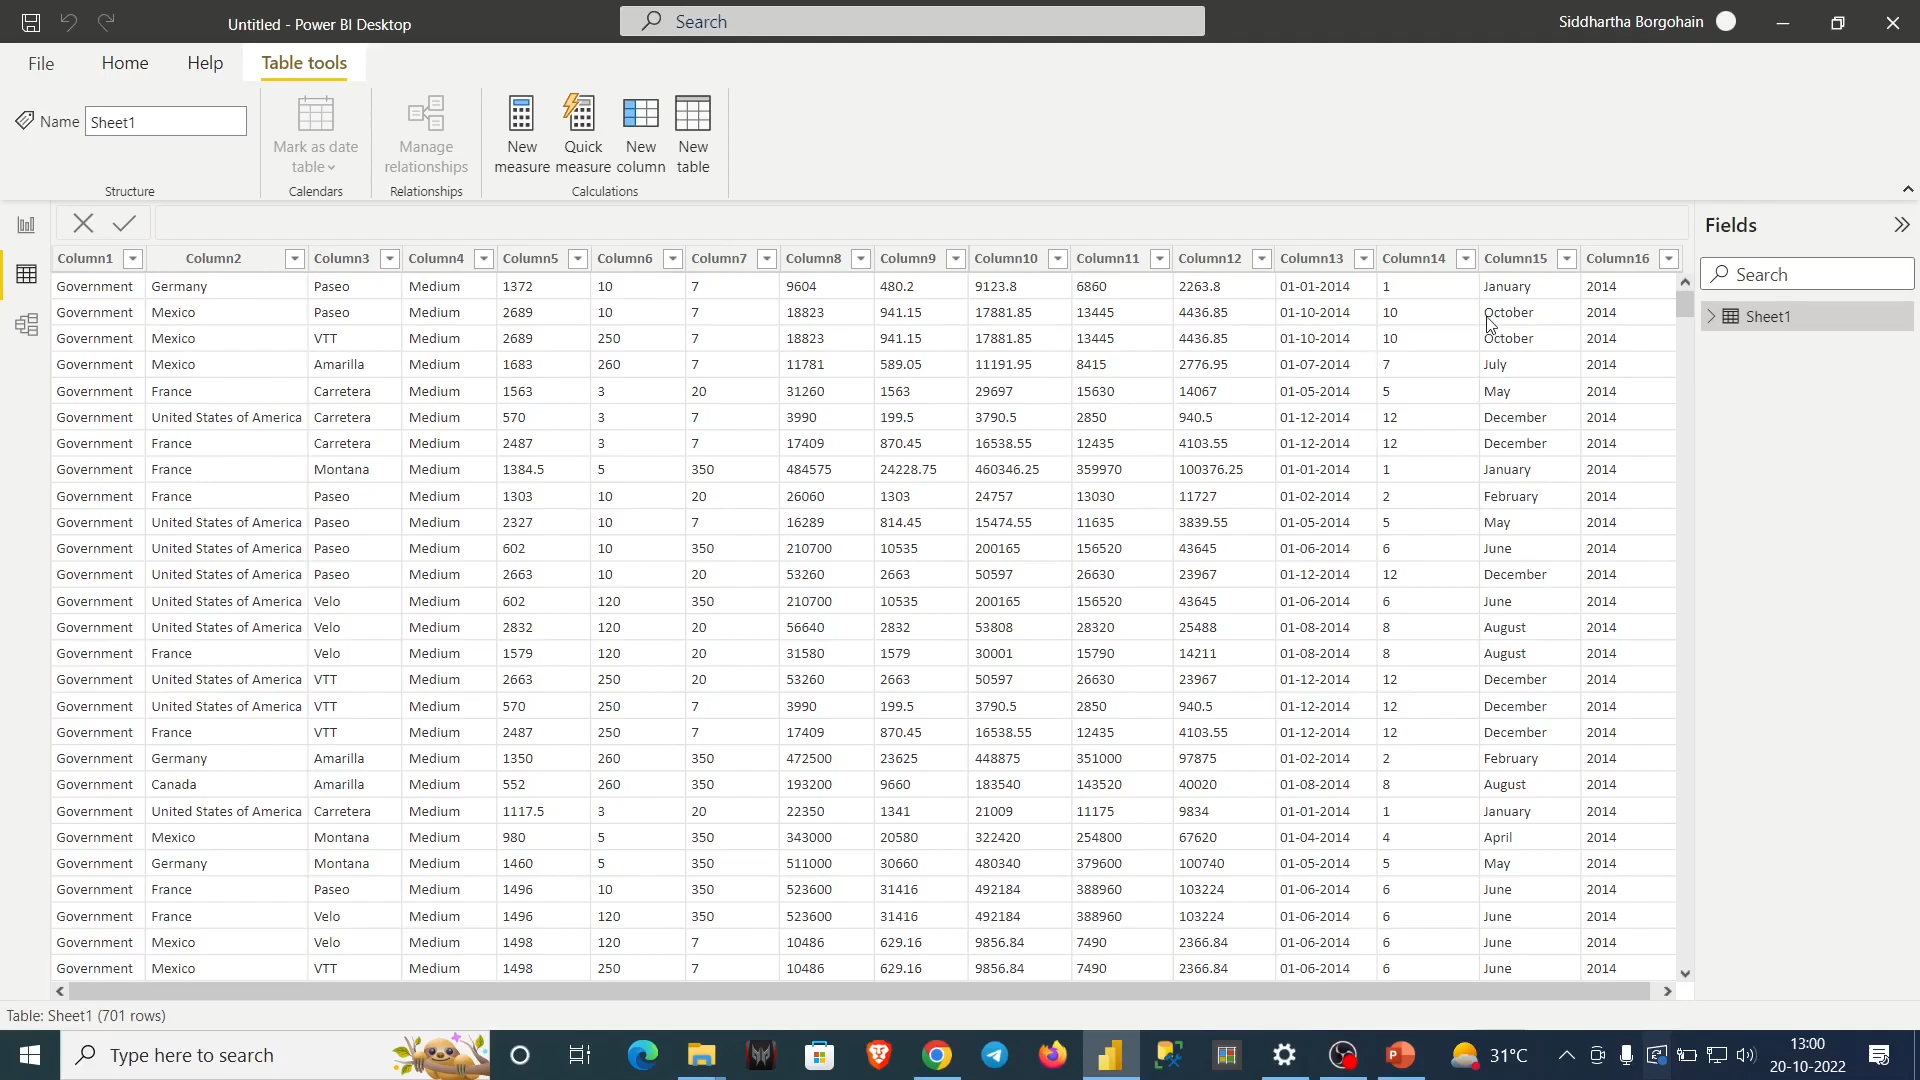 Untitled - Power BI Desktop
Search
Siddhartha Borgohain
File Home Help Table tools
Name Sheet1
Mark as date table
Manage relationships
New measure
Quick measure
New column
New table
Structure Calendars Relationships Calculations
Fields
Search
Sheet1
Column1 Column2 Column3 Column4 Column5 Column6 Column7 Column8 Column9 Column10 Column11 Column12 Column13 Column14 Column15 Column16
Government Germany Paseo Medium 1372 10 7 9604 480.2 9123.8 6860 2263.8 01-01-2014 1 January 2014
Government Mexico Paseo Medium 2689 10 7 18823 941.15 17881.85 13445 4436.85 01-10-2014 10 October 2014
Government Mexico VTT Medium 2689 250 7 18823 941.15 17881.85 13445 4436.85 01-10-2014 10 October 2014
Government Mexico Amarilla Medium 1683 260 7 11781 589.05 11191.95 8415 2776.95 01-07-2014 7 July 2014
Government France Carretera Medium 1563 3 20 31260 1563 29697 15630 14067 01-05-2014 5 May 2014
Government United States of America Carretera Medium 570 3 7 3990 199.5 3790.5 2850 940.5 01-12-2014 12 December 2014
Government France Carretera Medium 2487 3 7 17409 870.45 16538.55 12435 4103.55 01-12-2014 12 December 2014
Government France Montana Medium 1384.5 5 350 484575 24228.75 460346.25 359970 100376.25 01-01-2014 1 January 2014
Government France Paseo Medium 1303 10 20 26060 1303 24757 13030 11727 01-02-2014 2 February 2014
Government United States of America Paseo Medium 2327 10 7 16289 814.45 15474.55 11635 3839.55 01-05-2014 5 May 2014
Government United States of America Paseo Medium 602 10 350 210700 10535 200165 156520 43645 01-06-2014 6 June 2014
Government United States of America Paseo Medium 2663 10 20 53260 2663 50597 26630 23967 01-12-2014 12 December 2014
Government United States of America Velo Medium 602 120 350 210700 10535 200165 156520 43645 01-06-2014 6 June 2014
Government United States of America Velo Medium 2832 120 20 56640 2832 53808 28320 25488 01-08-2014 8 August 2014
Government France Velo Medium 1579 120 20 31580 1579 30001 15790 14211 01-08-2014 8 August 2014
Government United States of America VTT Medium 2663 250 20 53260 2663 50597 26630 23967 01-12-2014 12 December 2014
Government United States of America VTT Medium 570 250 7 3990 199.5 3790.5 2850 940.5 01-12-2014 12 December 2014
Government France VTT Medium 2487 250 7 17409 870.45 16538.55 12435 4103.55 01-12-2014 12 December 2014
Government Germany Amarilla Medium 1350 260 350 472500 23625 448875 351000 97875 01-02-2014 2 February 2014
Government Canada Amarilla Medium 552 260 350 193200 9660 183540 143520 40020 01-08-2014 8 August 2014
Government United States of America Carretera Medium 1117.5 3 20 22350 1341 21009 11175 9834 01-01-2014 1 January 2014
Government Mexico Montana Medium 980 5 350 343000 20580 322420 254800 67620 01-04-2014 4 April 2014
Government Germany Montana Medium 1460 5 350 511000 30660 480340 379600 100740 01-05-2014 5 May 2014
Government France Paseo Medium 1496 10 350 523600 31416 492184 388960 103224 01-06-2014 6 June 2014
Government France Velo Medium 1496 120 350 523600 31416 492184 388960 103224 01-06-2014 6 June 2014
Government Mexico Velo Medium 1498 120 7 10486 629.16 9856.84 7490 2366.84 01-06-2014 6 June 2014
Government Mexico VTT Medium 1498 250 7 10486 629.16 9856.84 7490 2366.84 01-06-2014 6 June 2014
Table: Sheet1 (701 rows)
Type here to search
31°C
13:00
20-10-2022